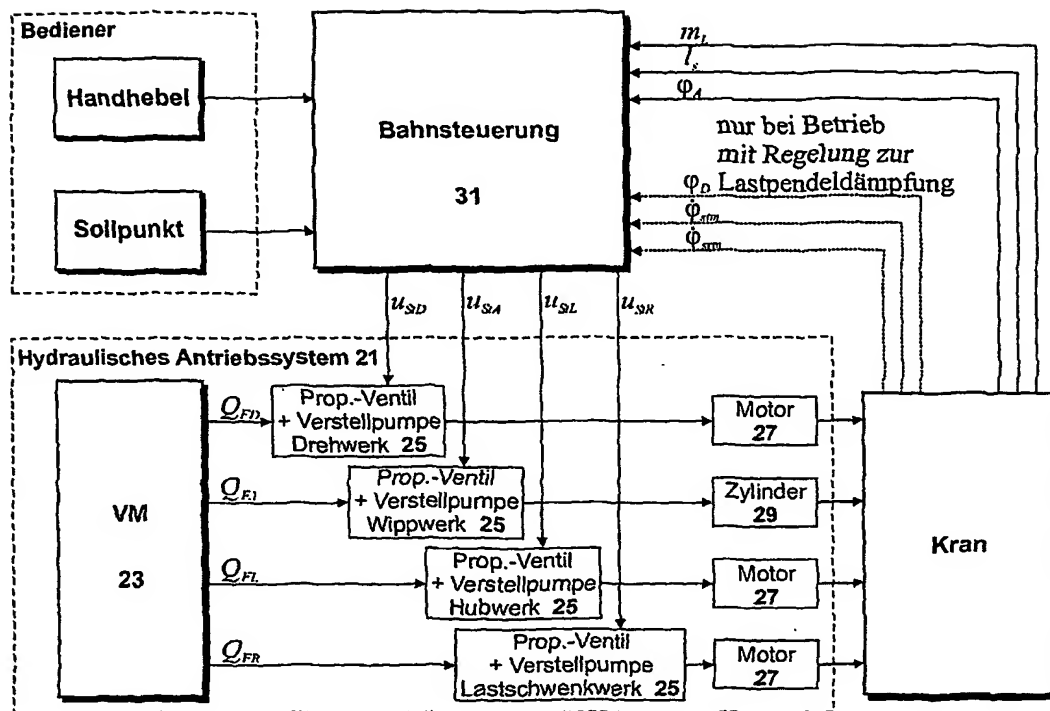 Bediener
Handhebel
Sollpunkt
Bahnsteuerung
31
m_L
l_s
φ_A
nur bei Betrieb
mit Regelung zur
φ_D Lastpendeldämpfung
φ̇_stm
φ̇_srm
u_StD
u_StA
u_StL
u_StR
Hydraulisches Antriebssystem 21
VM
23
Q_FD
Prop.-Ventil
+ Verstellpumpe
Drehwerk 25
Motor
27
Q_FA
Prop.-Ventil
+ Verstellpumpe
Wippwerk 25
Zylinder
29
Q_FL
Prop.-Ventil
+ Verstellpumpe
Hubwerk 25
Motor
27
Q_FR
Prop.-Ventil
+ Verstellpumpe
Lastschwenkwerk 25
Motor
27
Kran